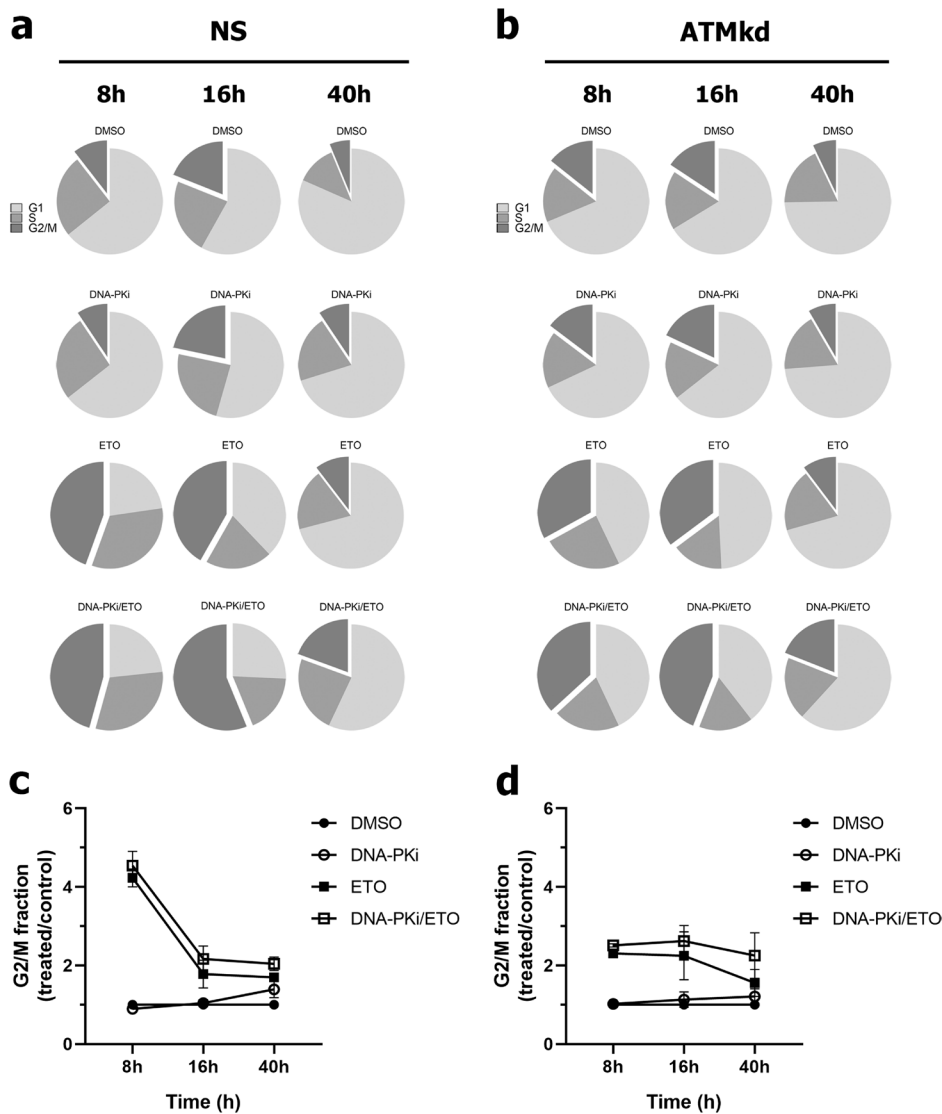 a
NS
8h 16h 40h
DMSO DMSO DMSO
G1
S
G2/M
DNA-PKi DNA-PKi DNA-PKi
ETO ETO ETO
DNA-PKi/ETO DNA-PKi/ETO DNA-PKi/ETO
b
ATMkd
8h 16h 40h
DMSO DMSO DMSO
G1
S
G2/M
DNA-PKi DNA-PKi DNA-PKi
ETO ETO ETO
DNA-PKi/ETO DNA-PKi/ETO DNA-PKi/ETO
c
G2/M fraction
(treated/control)
6
4
2
0
8h 16h 40h
Time (h)
DMSO
DNA-PKi
ETO
DNA-PKi/ETO
d
G2/M fraction
(treated/control)
6
4
2
0
8h 16h 40h
Time (h)
DMSO
DNA-PKi
ETO
DNA-PKi/ETO